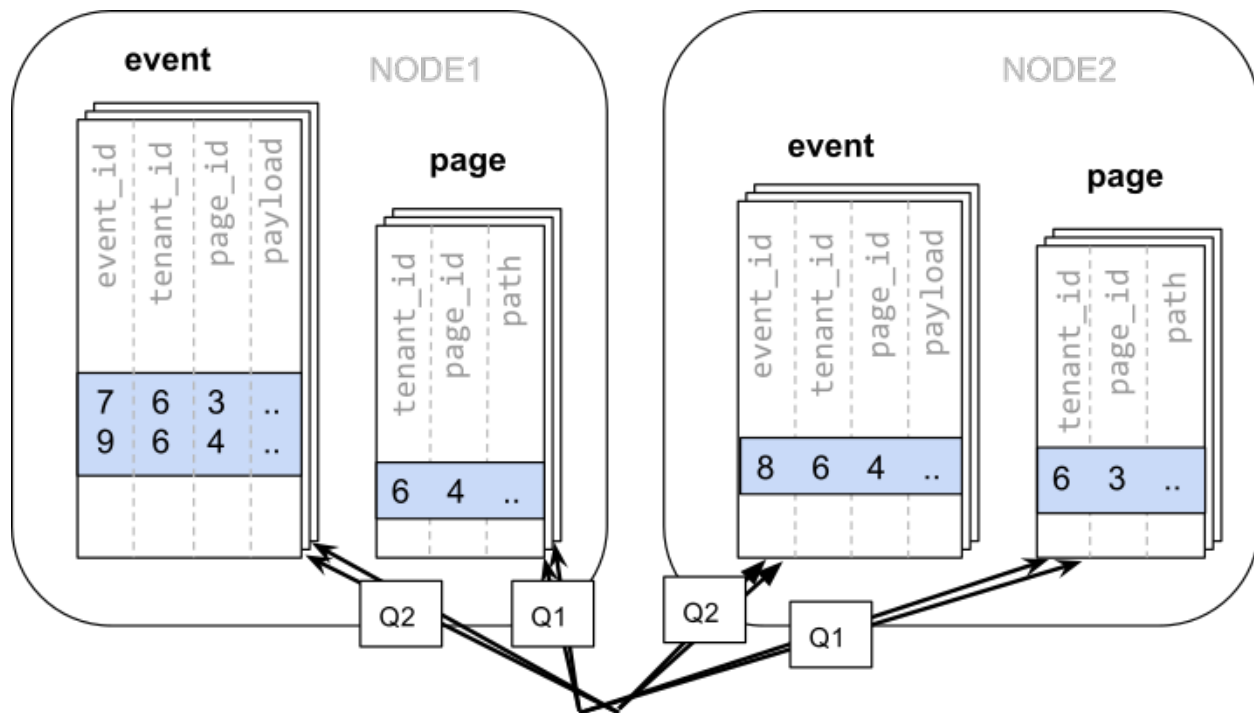 event
NODE1
event_id
tenant_id
page_id
payload
7 6 3 ..
9 6 4 ..
page
tenant_id
page_id
path
6 4 ..
NODE2
event
event_id
tenant_id
page_id
payload
8 6 4 ..
page
tenant_id
page_id
path
6 3 ..
Q2
Q1
Q2
Q1